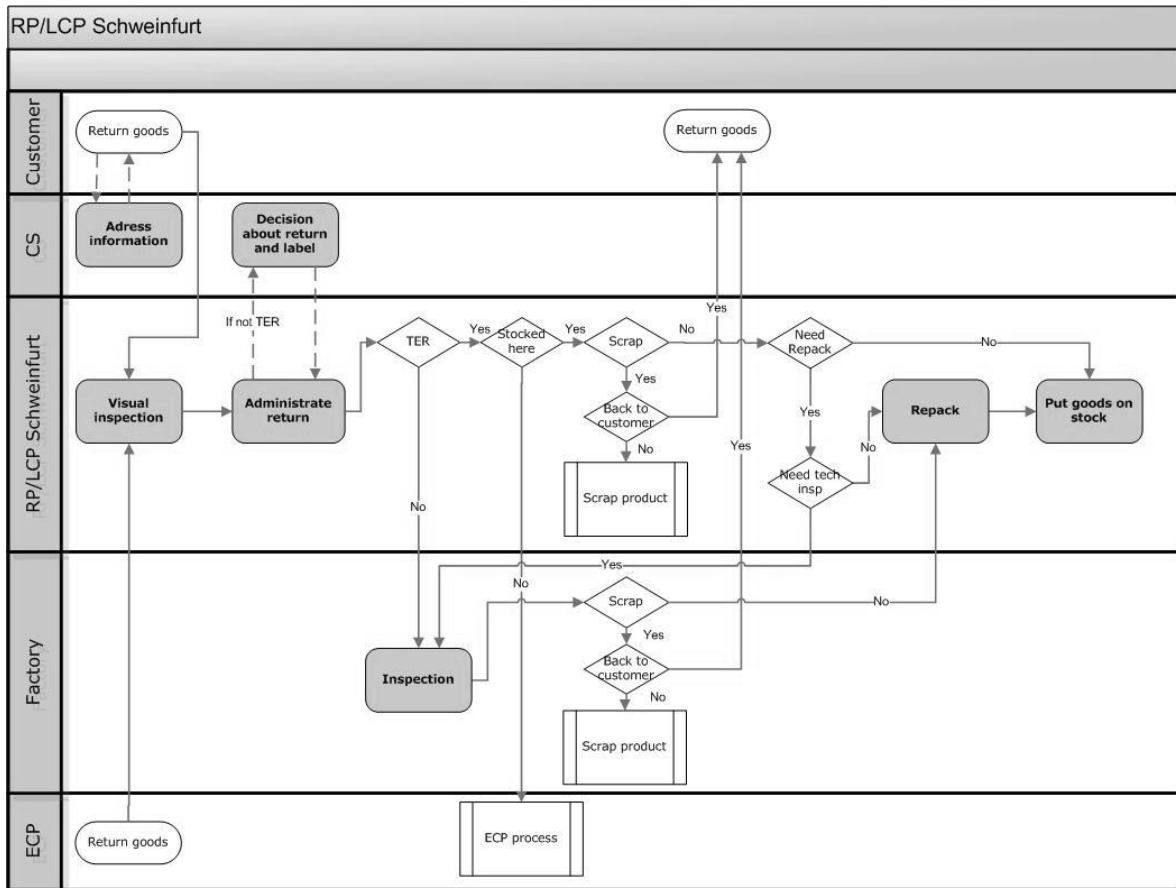 RP/LCP Schweinfurt
Customer
Return goods
Return goods
CS
Adress
information
Decision
about return
and label
RP/LCP Schweinfurt
If not TER
Yes
TER
Yes
Stocked
here
Yes
Scrap
No
Need
Repack
No
Yes
Yes
Visual
inspection
Administrate
return
Back to
customer
Yes
Repack
Put goods on
stock
No
No
Yes
Need tech
insp
Scrap product
No
Factory
Yes
No
Scrap
No
Yes
Inspection
Back to
customer
No
Scrap product
ECP
Return goods
ECP process